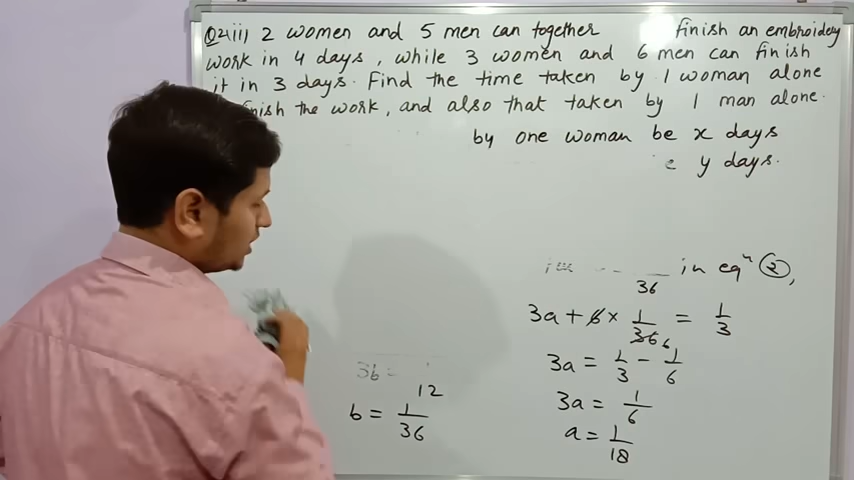 Q2(ii) 2 women and 5 men can together finish an embroidery
work in 4 days, while 3 women and 6 men can finish
it in 3 days. Find the time taken by 1 woman alone
finish the work, and also that taken by 1 man alone.
by one woman be x days
e y days.
in eqⁿ ②,
36
3a + 6 × 1/36 = 1/3
6
3a = 1/3 - 1/6
3a = 1/6
a = 1/18
3b =
12
b = 1/36